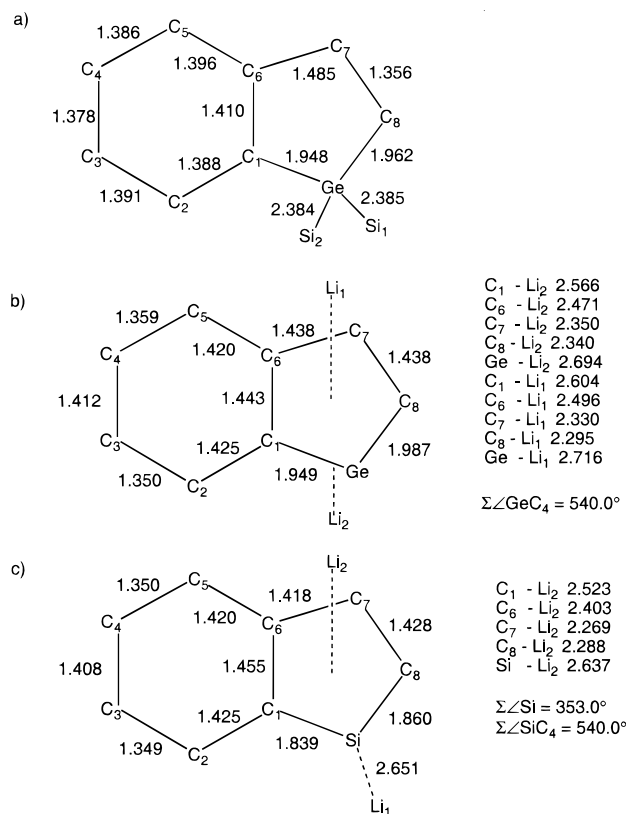 a)
C5
1.386
1.396
C4
C6
1.485
C7
1.356
1.378
1.410
C8
C3
1.388
C1
1.948
1.962
1.391
C2
Ge
2.384
2.385
Si2
Si1
b)
Li1
C5
1.359
1.420
C4
C6
1.438
C7
1.438
1.412
1.443
C8
C3
1.425
C1
1.949
1.987
1.350
C2
Ge
Li2
C1 - Li2 2.566
C6 - Li2 2.471
C7 - Li2 2.350
C8 - Li2 2.340
Ge - Li2 2.694
C1 - Li1 2.604
C6 - Li1 2.496
C7 - Li1 2.330
C8 - Li1 2.295
Ge - Li1 2.716
Σ∠GeC4 = 540.0°
c)
Li2
C5
1.350
1.420
C4
C6
1.418
C7
1.428
1.408
1.455
C8
C3
1.425
C1
1.839
1.860
1.349
C2
Si
2.651
Li1
C1 - Li2 2.523
C6 - Li2 2.403
C7 - Li2 2.269
C8 - Li2 2.288
Si - Li2 2.637
Σ∠Si = 353.0°
Σ∠SiC4 = 540.0°